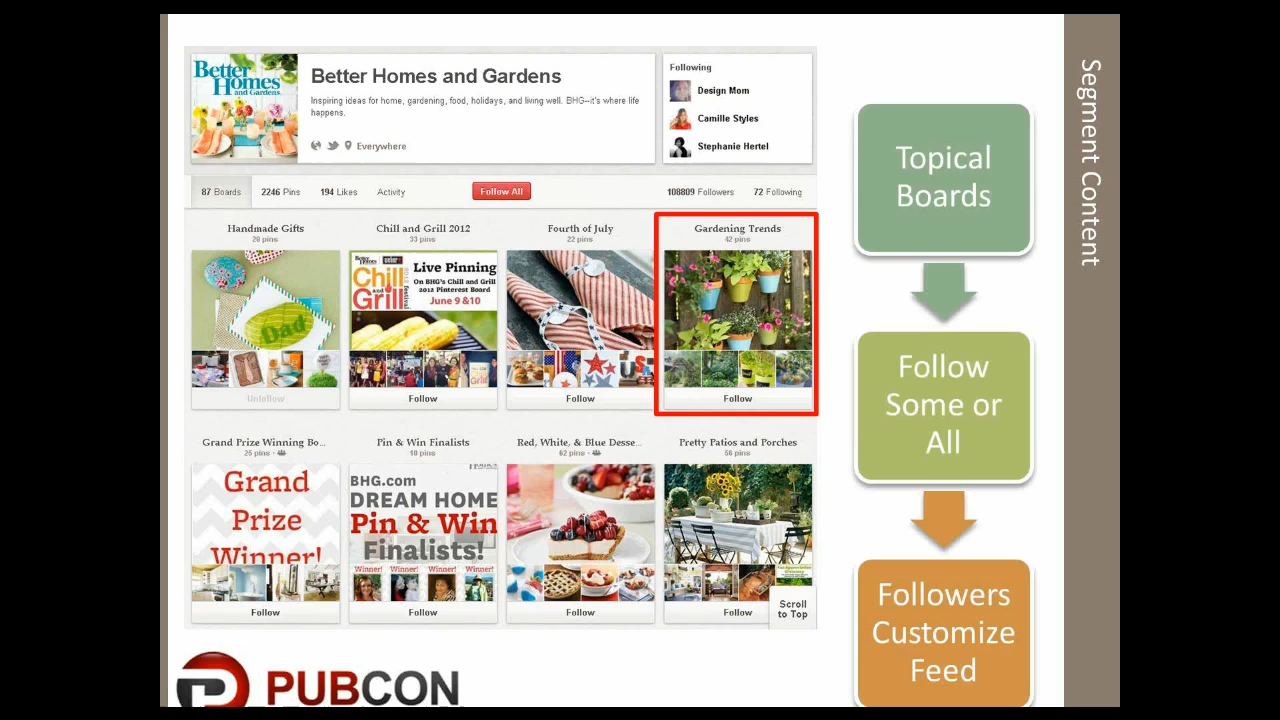 Better Homes and Gardens
Inspiring ideas for home, gardening, food, holidays, and living well. BHG--it's where life
happens.
Everywhere
Better
Homes
and Gardens
Following
Design Mom
Camille Styles
Stephanie Hertel
87 Boards
2246 Pins
194 Likes
Activity
Follow All
108809 Followers
72 Following
Handmade Gifts
20 pins
Dad
Unfollow
Chill and Grill 2012
33 pins
Chill
and
Grill
festival
2012
Live Pinning
On BHG's Chill and Grill
2012 Pinterest Board
June 9 &10
Follow
Fourth of July
22 pins
Follow
Gardening Trends
42 pins
Follow
Grand Prize Winning Bo...
25 pins
Grand
Prize
Winner!
Follow
Pin & Win Finalists
10 pins
BHG.com
DREAM HOME
Pin & Win
Finalists!
Winner! Winner! Winner! Winner!
Follow
Red, White, & Blue Desse...
62 pins
Follow
Pretty Patios and Porches
56 pins
Follow
Scroll
to Top
Topical
Boards
Follow
Some or
All
Followers
Customize
Feed
Segment Content
PUBCON